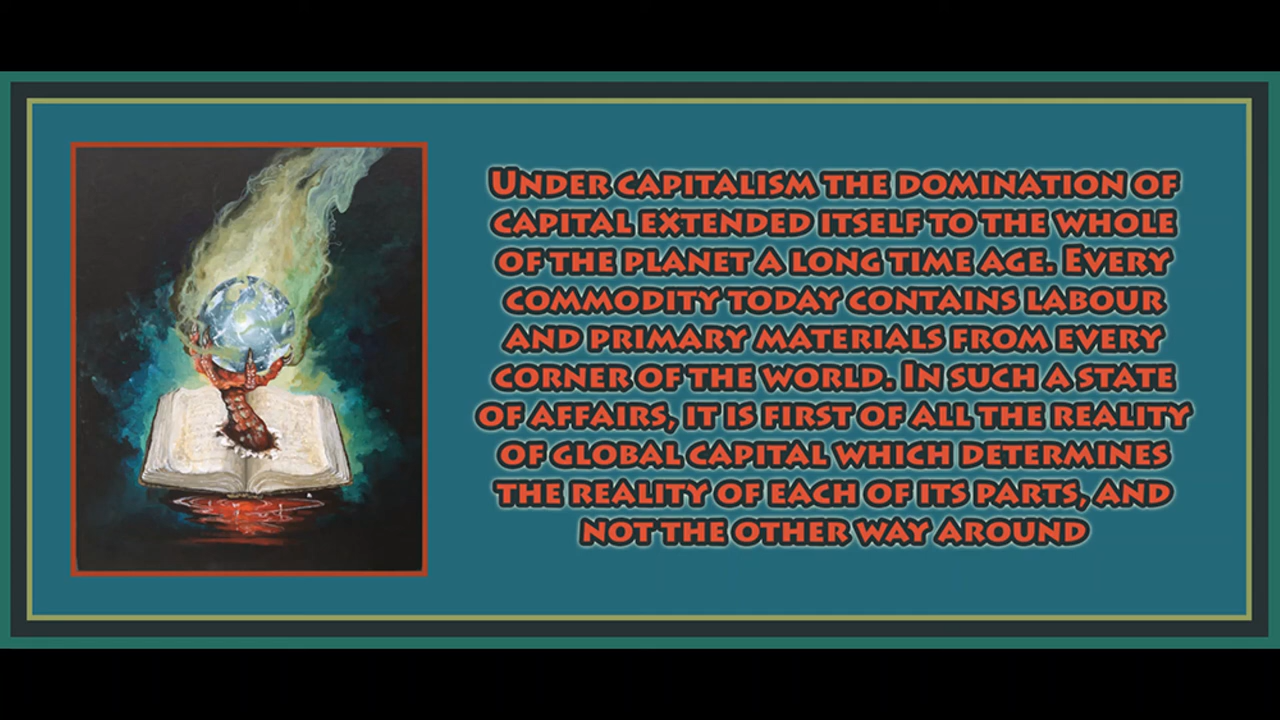 Under capitalism the domination of
capital extended itself to the whole
of the planet a long time age. Every
commodity today contains labour
and primary materials from every
corner of the world. In such a state
of affairs, it is first of all the reality
of global capital which determines
the reality of each of its parts, and
not the other way around